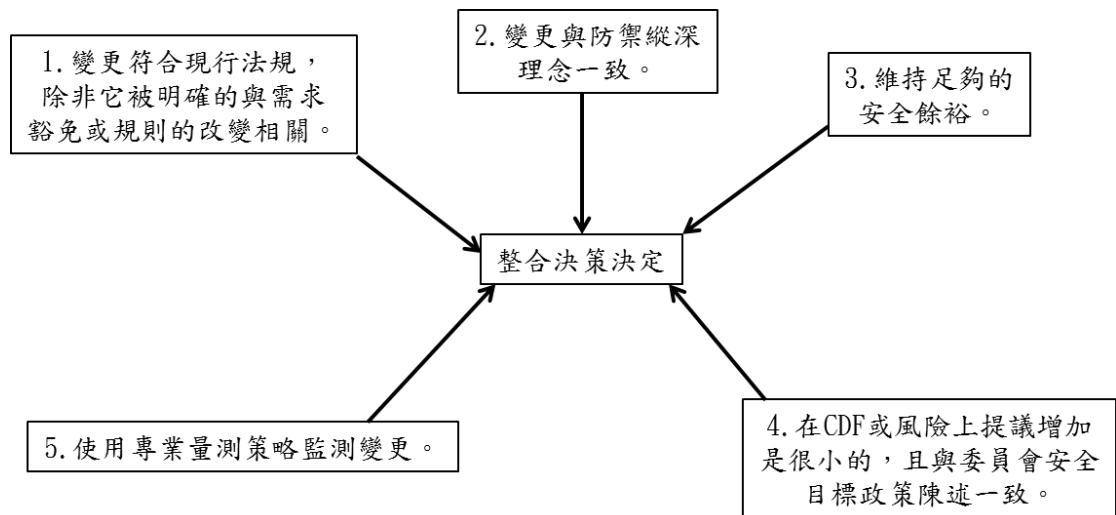 1.變更符合現行法規，
除非它被明確的與需求
豁免或規則的改變相關。
2.變更與防禦縱深
理念一致。
3.維持足夠的
安全餘裕。
整合決策決定
5.使用專業量測策略監測變更。
4.在CDF或風險上提議增加
是很小的，且與委員會安全
目標政策陳述一致。